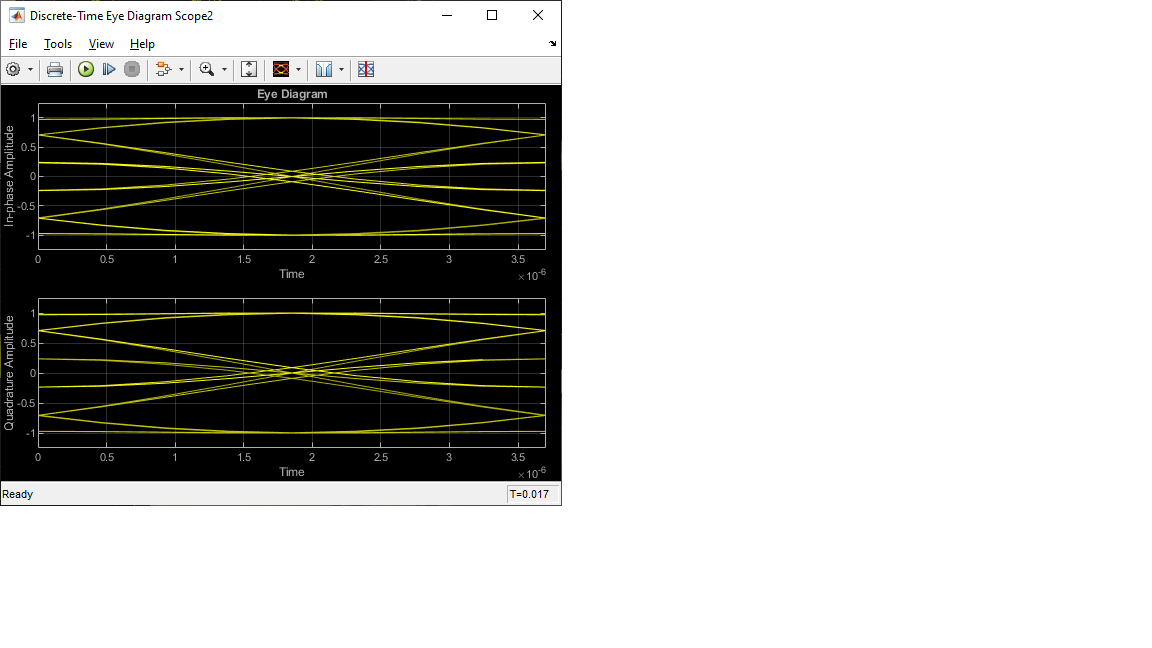 Discrete-Time Eye Diagram Scope2
File Tools View Help
Eye Diagram
In-phase Amplitude
1
0.5
0
-0.5
-1
0 0.5 1 1.5 2 2.5 3 3.5
Time
×10-6
Quadrature Amplitude
1
0.5
0
-0.5
-1
0 0.5 1 1.5 2 2.5 3 3.5
Time
×10-6
Ready T=0.017